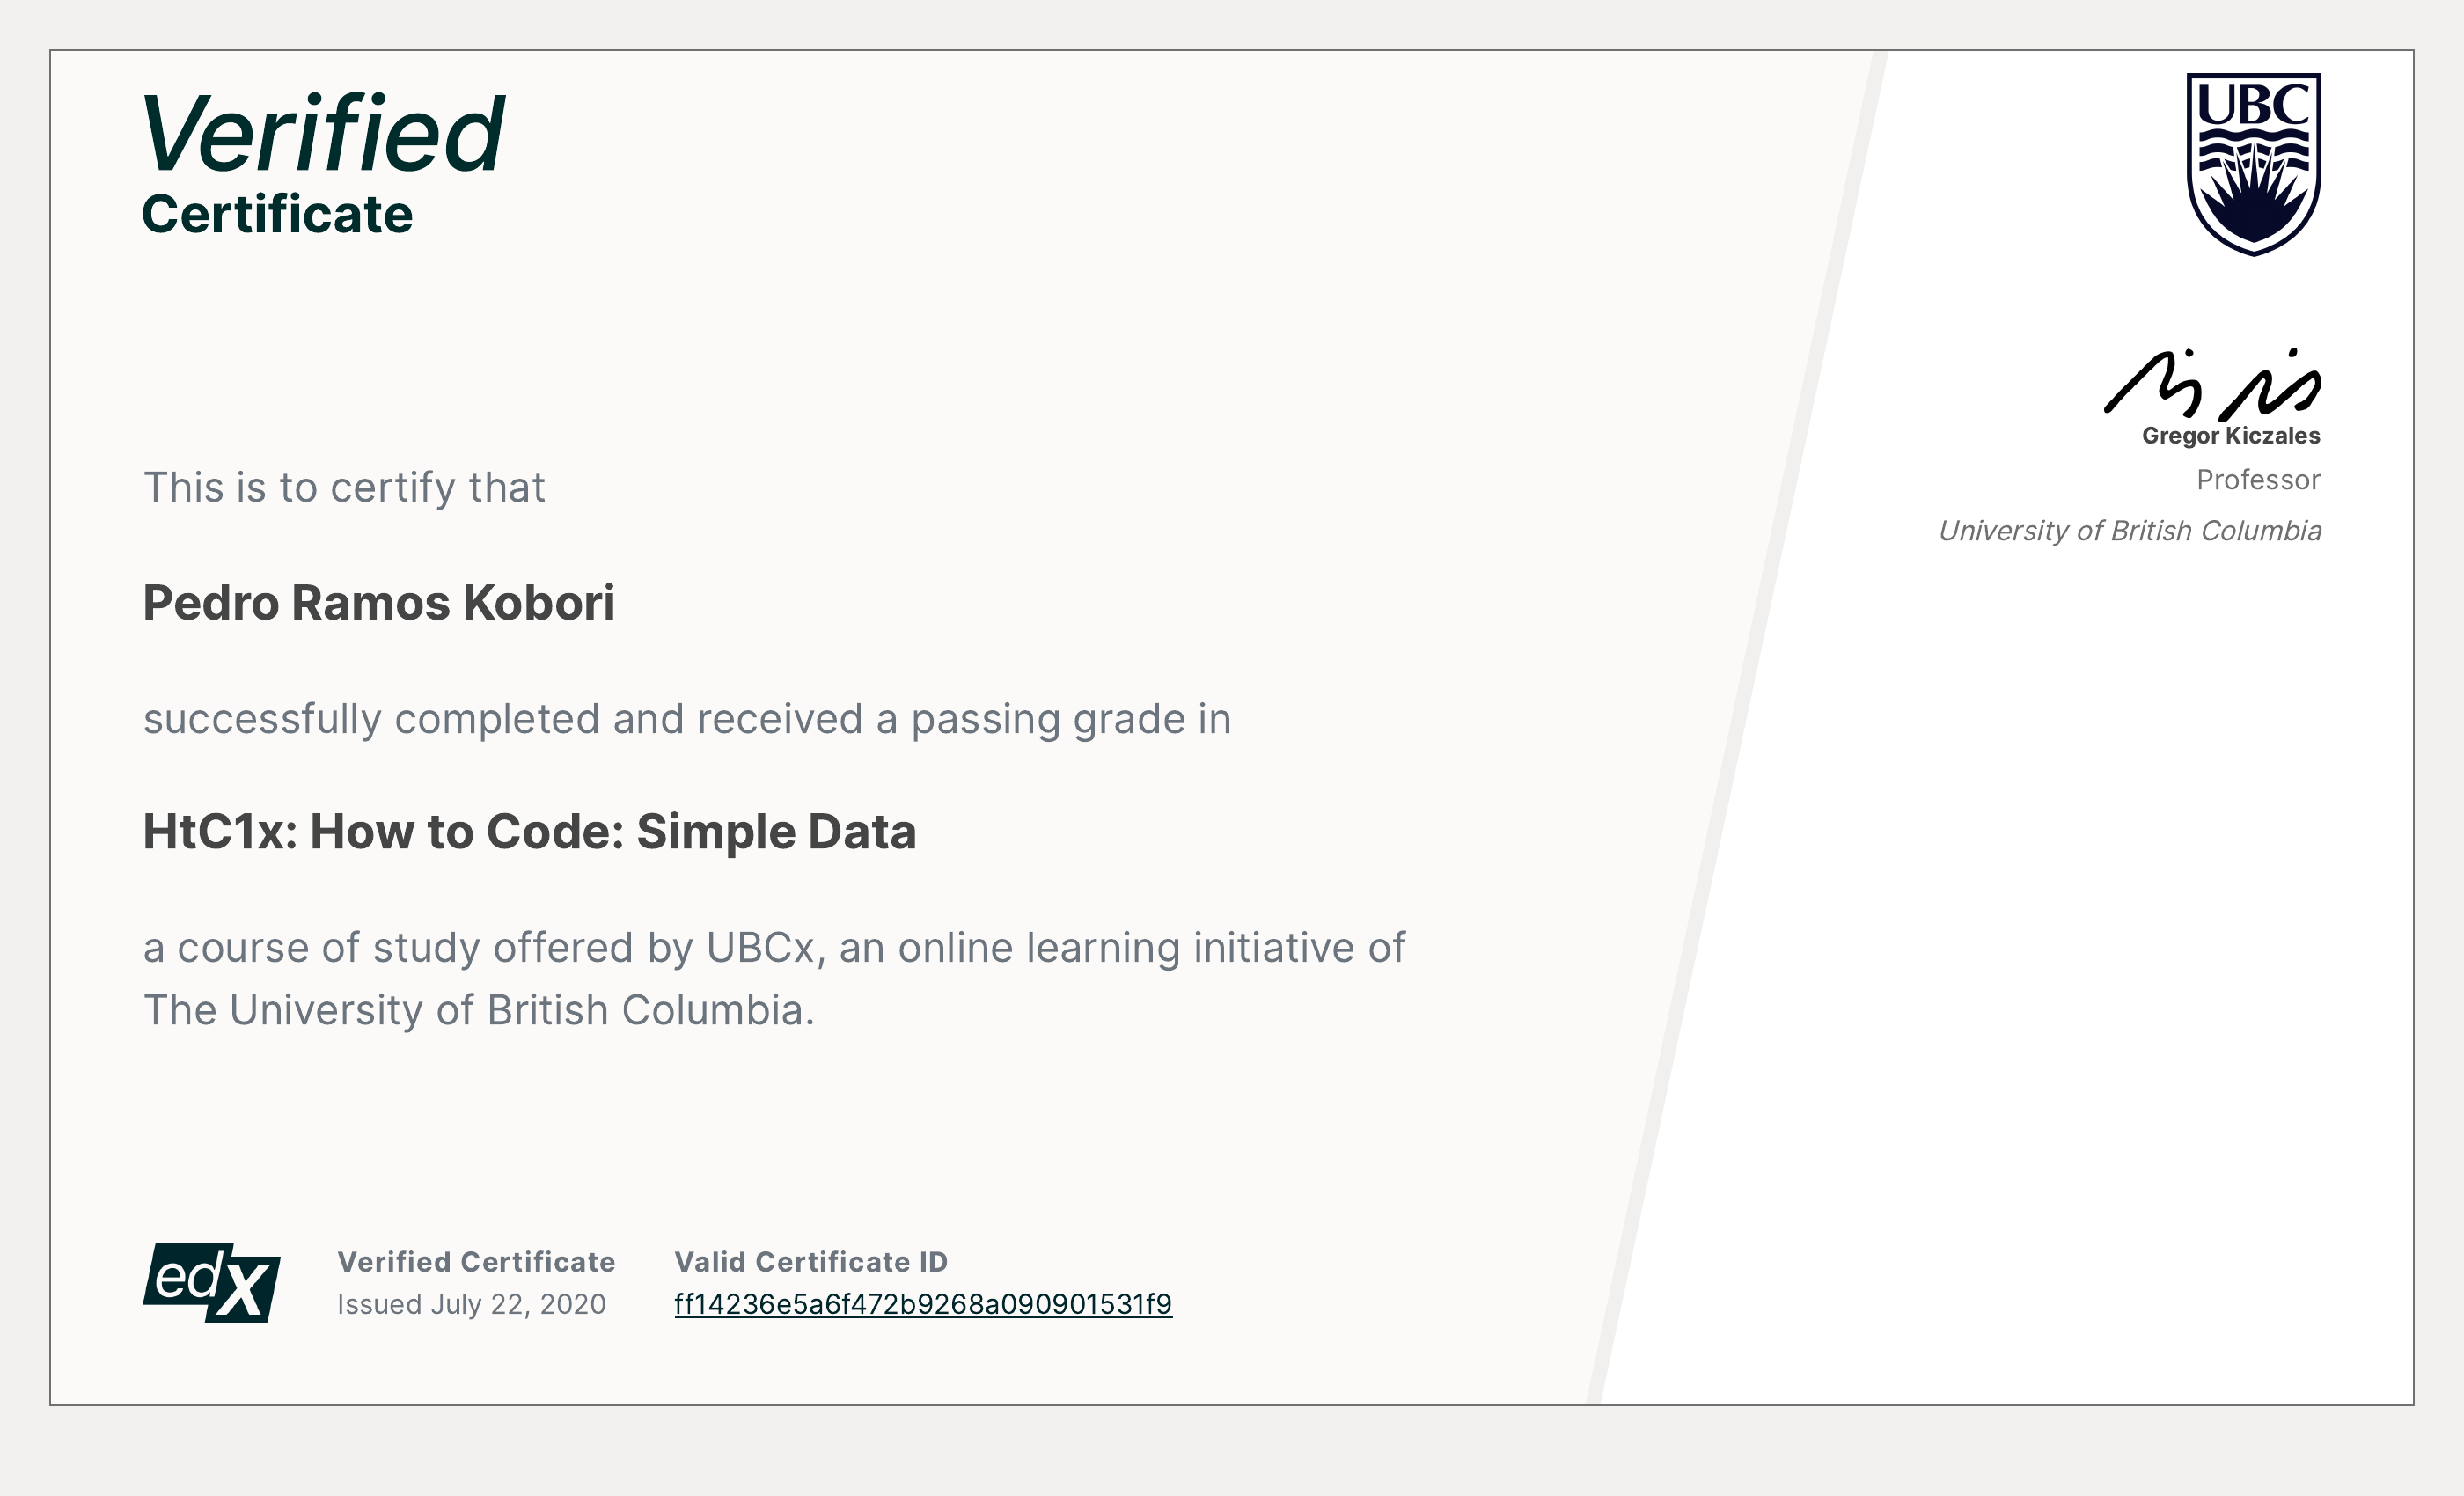 Verified
Certificate
UBC
Gregor Kiczales
Professor
University of British Columbia
This is to certify that
Pedro Ramos Kobori
successfully completed and received a passing grade in
HtC1x: How to Code: Simple Data
a course of study offered by UBCx, an online learning initiative of
The University of British Columbia.
edX
Verified Certificate
Issued July 22, 2020
Valid Certificate ID
ff14236e5a6f472b9268a090901531f9